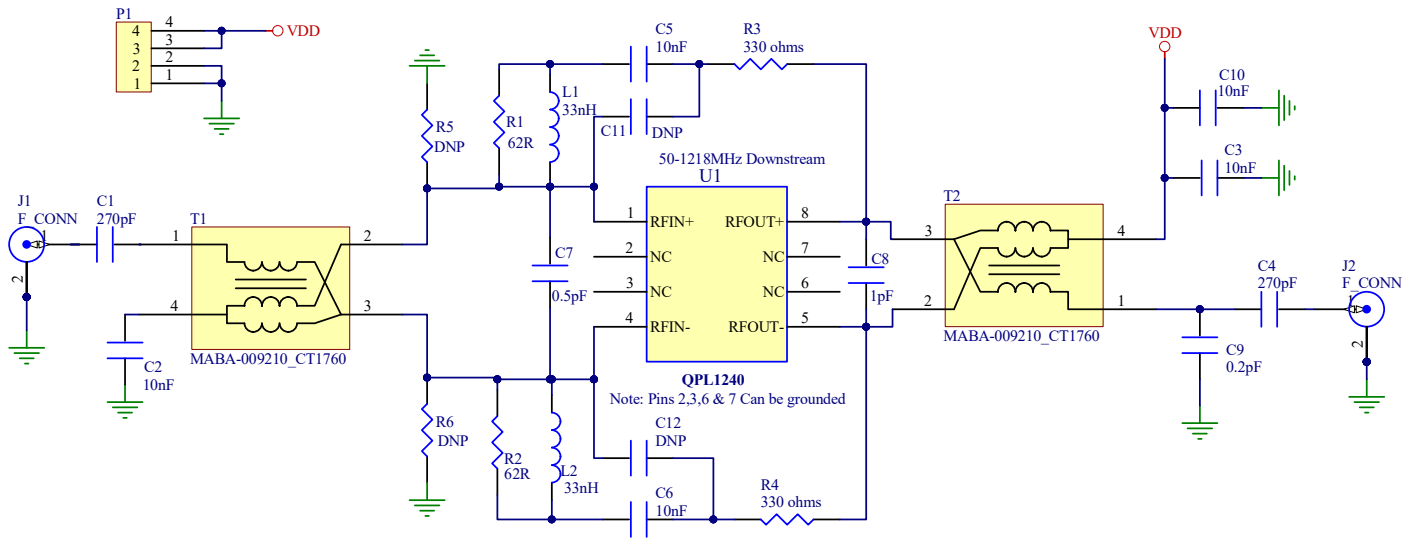 P1
4 4 VDD
3 3
2 2
1 1
C5
10nF
R3
330 ohms
VDD
C10
10nF
C3
10nF
L1
33nH
R1
62R
R5
DNP
C11 DNP
50-1218MHz Downstream
U1
1 RFIN+ RFOUT+ 8
2 NC NC 7
3 NC NC 6
4 RFIN- RFOUT- 5
QPL1240
Note: Pins 2,3,6 & 7 Can be grounded
J1
F_CONN
1
2
C1
270pF
T1
1 2
4 3
MABA-009210_CT1760
C2
10nF
C7
0.5pF
C8
1pF
T2
3 4
2 1
MABA-009210_CT1760
C4
270pF
J2
F_CONN
1
2
C9
0.2pF
R6
DNP
R2
62R
L2
33nH
C12
DNP
C6
10nF
R4
330 ohms